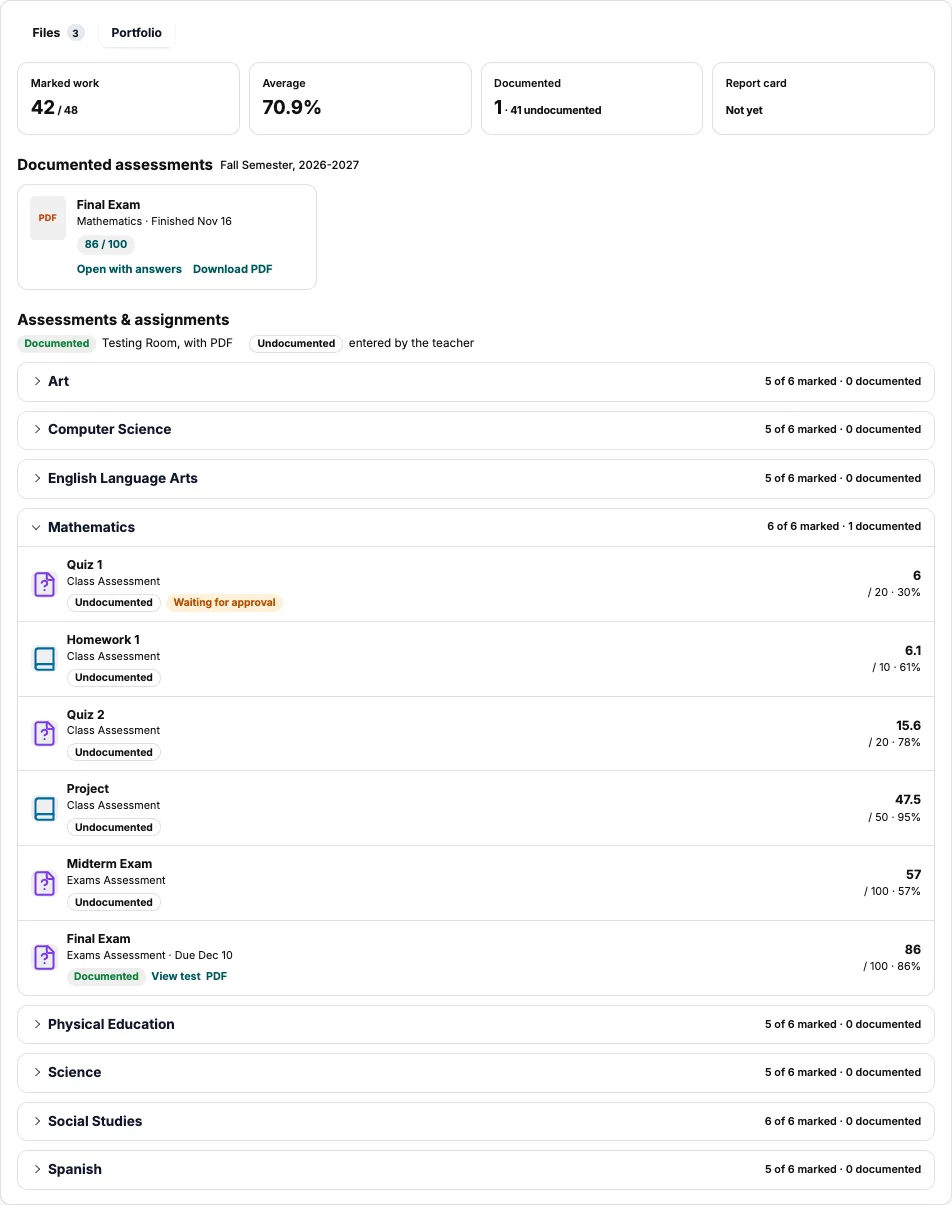 Files 3 Portfolio
Marked work
42 / 48
Average
70.9%
Documented
1 · 41 undocumented
Report card
Not yet
Documented assessments Fall Semester, 2026-2027
PDF
Final Exam
Mathematics · Finished Nov 16
86 / 100
Open with answers Download PDF
Assessments & assignments
Documented Testing Room, with PDF Undocumented entered by the teacher
Art 5 of 6 marked · 0 documented
Computer Science 5 of 6 marked · 0 documented
English Language Arts 5 of 6 marked · 0 documented
Mathematics 6 of 6 marked · 1 documented
Quiz 1
Class Assessment
Undocumented Waiting for approval
6
/ 20 · 30%
Homework 1
Class Assessment
Undocumented
6.1
/ 10 · 61%
Quiz 2
Class Assessment
Undocumented
15.6
/ 20 · 78%
Project
Class Assessment
Undocumented
47.5
/ 50 · 95%
Midterm Exam
Exams Assessment
Undocumented
57
/ 100 · 57%
Final Exam
Exams Assessment · Due Dec 10
Documented View test PDF
86
/ 100 · 86%
Physical Education 5 of 6 marked · 0 documented
Science 5 of 6 marked · 0 documented
Social Studies 6 of 6 marked · 0 documented
Spanish 5 of 6 marked · 0 documented